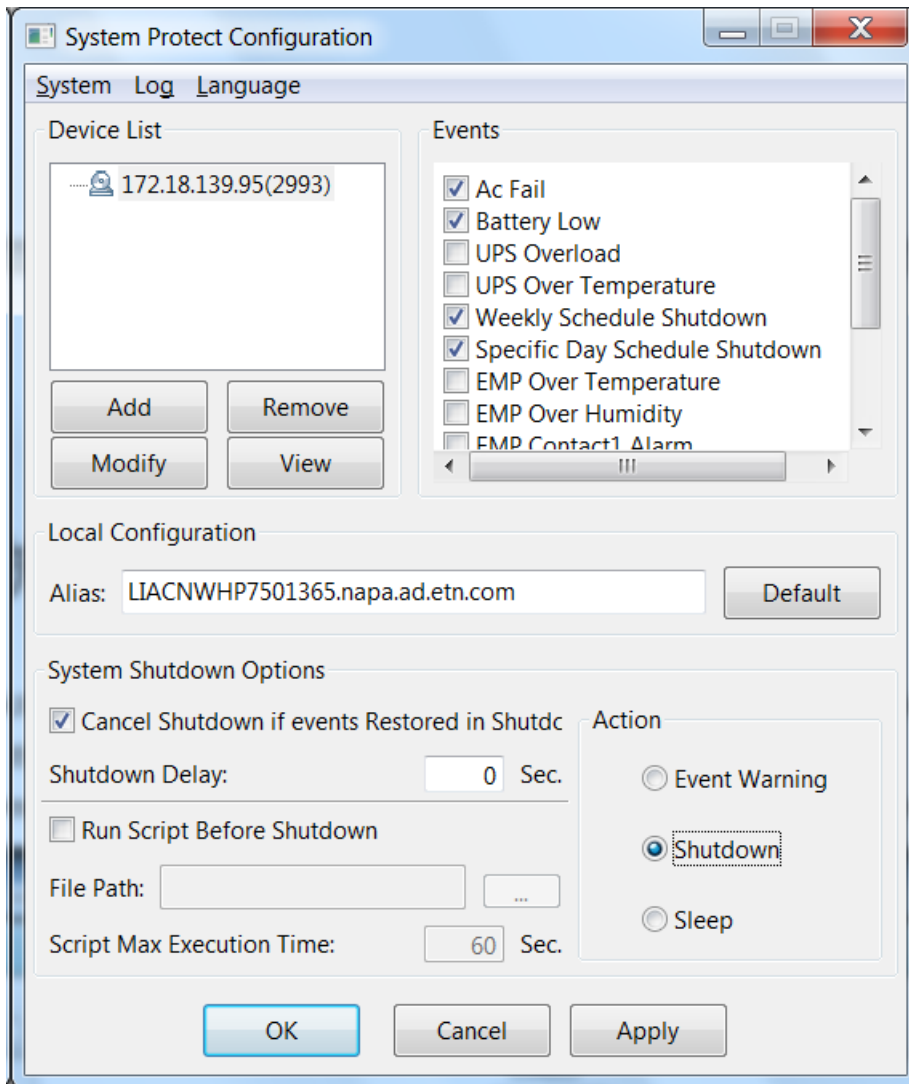 System Protect Configuration
System Log Language
Device List
172.18.139.95(2993)
Add Remove
Modify View
Events
Ac Fail
Battery Low
UPS Overload
UPS Over Temperature
Weekly Schedule Shutdown
Specific Day Schedule Shutdown
EMP Over Temperature
EMP Over Humidity
EMP Contact1 Alarm
Local Configuration
Alias: LIACNWHP7501365.napa.ad.etn.com Default
System Shutdown Options
Cancel Shutdown if events Restored in Shutdc
Shutdown Delay: 0 Sec.
Run Script Before Shutdown
File Path: ...
Script Max Execution Time: 60 Sec.
Action
Event Warning
Shutdown
Sleep
OK Cancel Apply